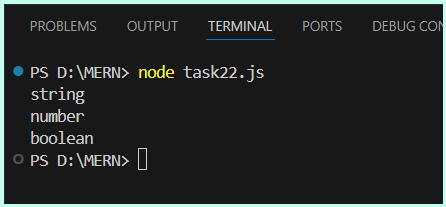 PROBLEMS OUTPUT TERMINAL PORTS DEBUG CON
PS D:\MERN> node task22.js
string
number
boolean
PS D:\MERN>